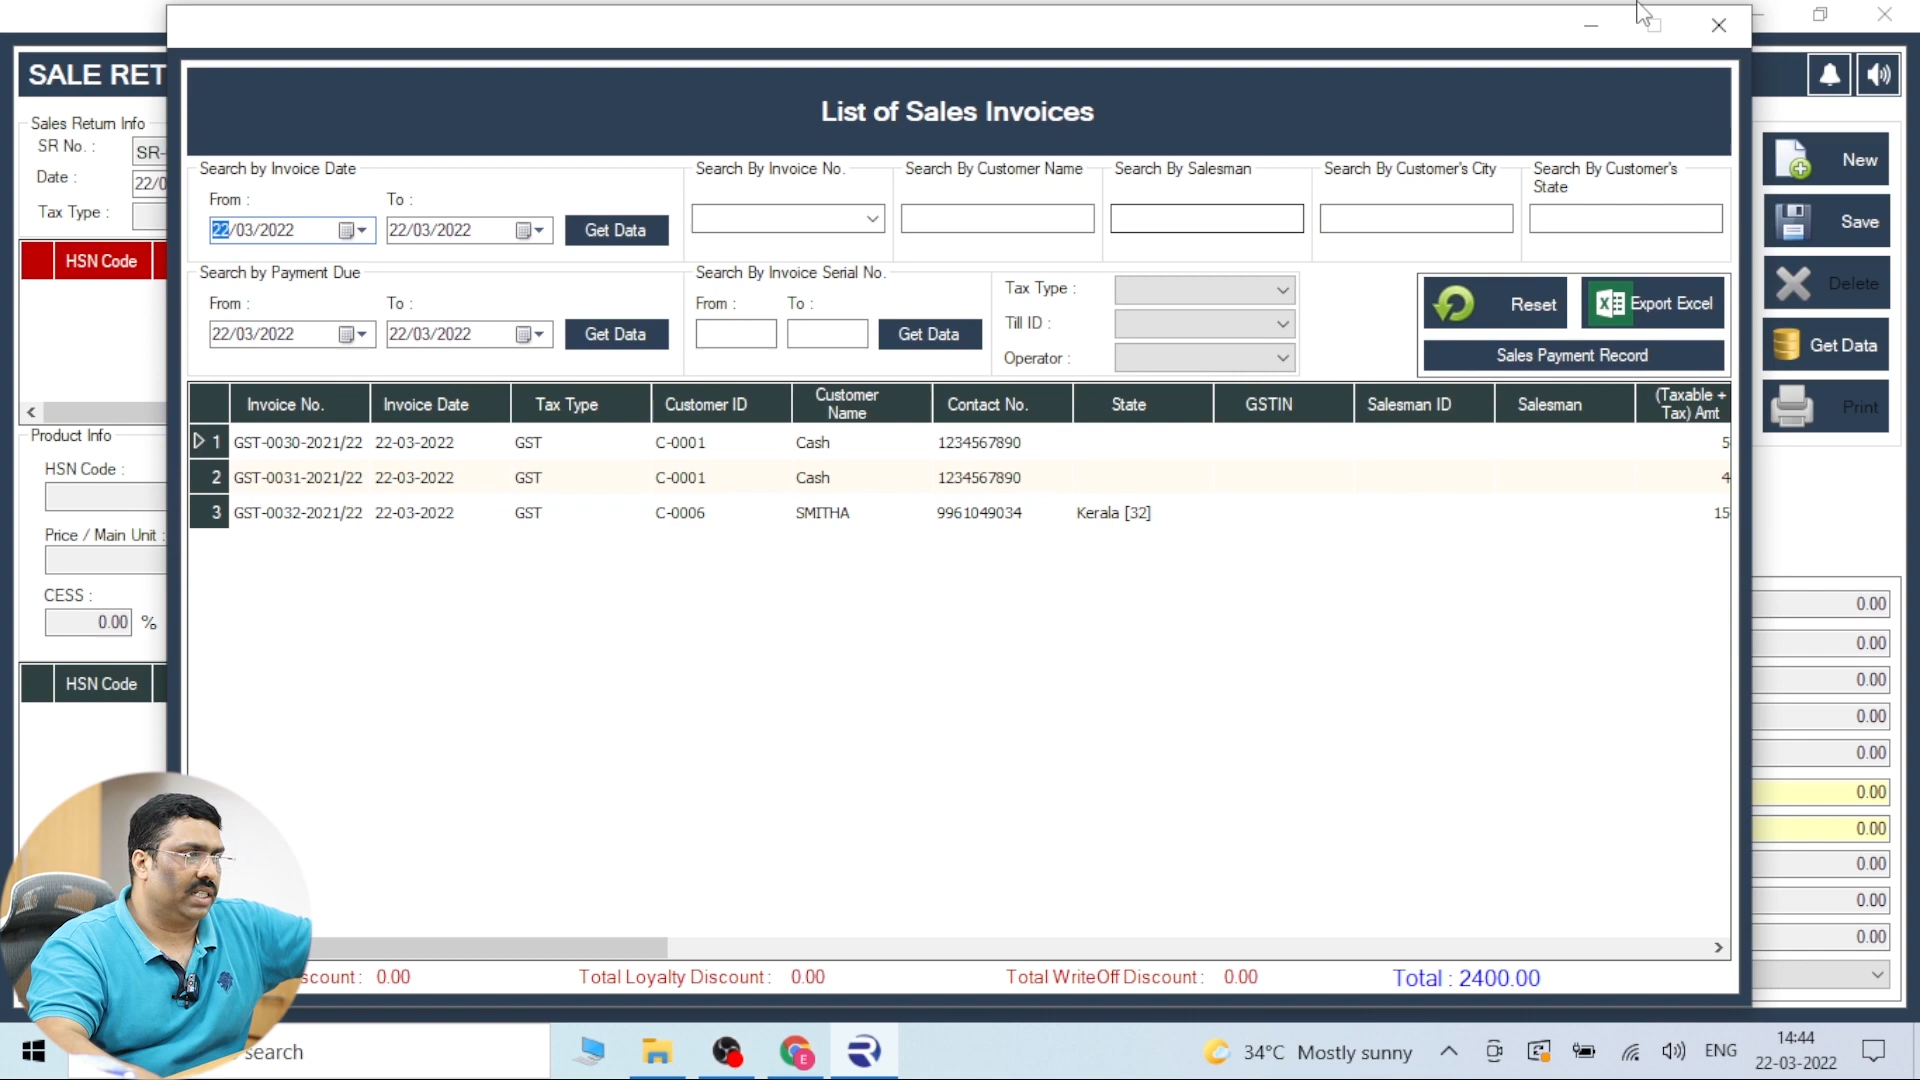 SALE RET
List of Sales Invoices
Sales Return Info
SR No. :
SR-
Date :
22/0
Tax Type :
HSN Code
Search by Invoice Date
From :
To :
22/03/2022
22/03/2022
Get Data
Search By Invoice No.
Search By Customer Name
Search By Salesman
Search By Customer's City
Search By Customer's
State
Search by Payment Due
From :
To :
22/03/2022
22/03/2022
Get Data
Search By Invoice Serial No.
From :
To :
Get Data
Tax Type :
Till ID :
Operator :
Reset
Export Excel
Sales Payment Record
New
Save
Delete
Get Data
Print
Invoice No. Invoice Date Tax Type Customer ID Customer Name Contact No. State GSTIN Salesman ID Salesman (Taxable + Tax) Amt
1 GST-0030-2021/22 22-03-2022 GST C-0001 Cash 1234567890 5
2 GST-0031-2021/22 22-03-2022 GST C-0001 Cash 1234567890 4
3 GST-0032-2021/22 22-03-2022 GST C-0006 SMITHA 9961049034 Kerala [32] 15
Product Info
HSN Code :
Price / Main Unit :
CESS :
0.00 %
HSN Code
0.00
0.00
0.00
0.00
0.00
0.00
0.00
0.00
0.00
0.00
scount : 0.00
Total Loyalty Discount : 0.00
Total WriteOff Discount : 0.00
Total : 2400.00
search
E
34°C Mostly sunny
ENG
14:44
22-03-2022